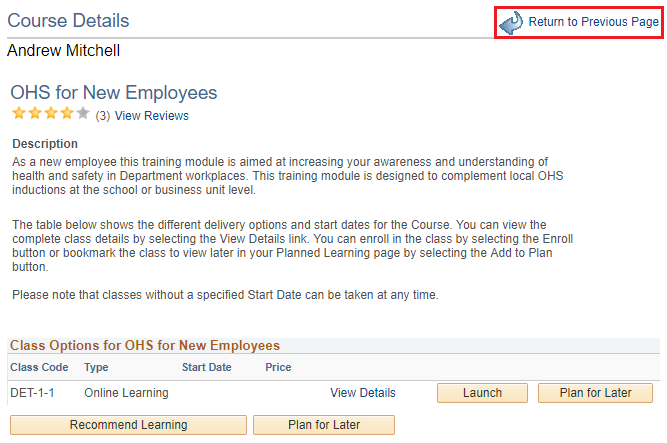 Course Details
Return to Previous Page
Andrew Mitchell
OHS for New Employees
(3) View Reviews
Description
As a new employee this training module is aimed at increasing your awareness and understanding of
health and safety in Department workplaces. This training module is designed to complement local OHS
inductions at the school or business unit level.
The table below shows the different delivery options and start dates for the Course. You can view the
complete class details by selecting the View Details link. You can enroll in the class by selecting the Enroll
button or bookmark the class to view later in your Planned Learning page by selecting the Add to Plan
button.
Please note that classes without a specified Start Date can be taken at any time.
Class Options for OHS for New Employees
Class Code Type Start Date Price
DET-1-1 Online Learning View Details Launch Plan for Later
Recommend Learning Plan for Later